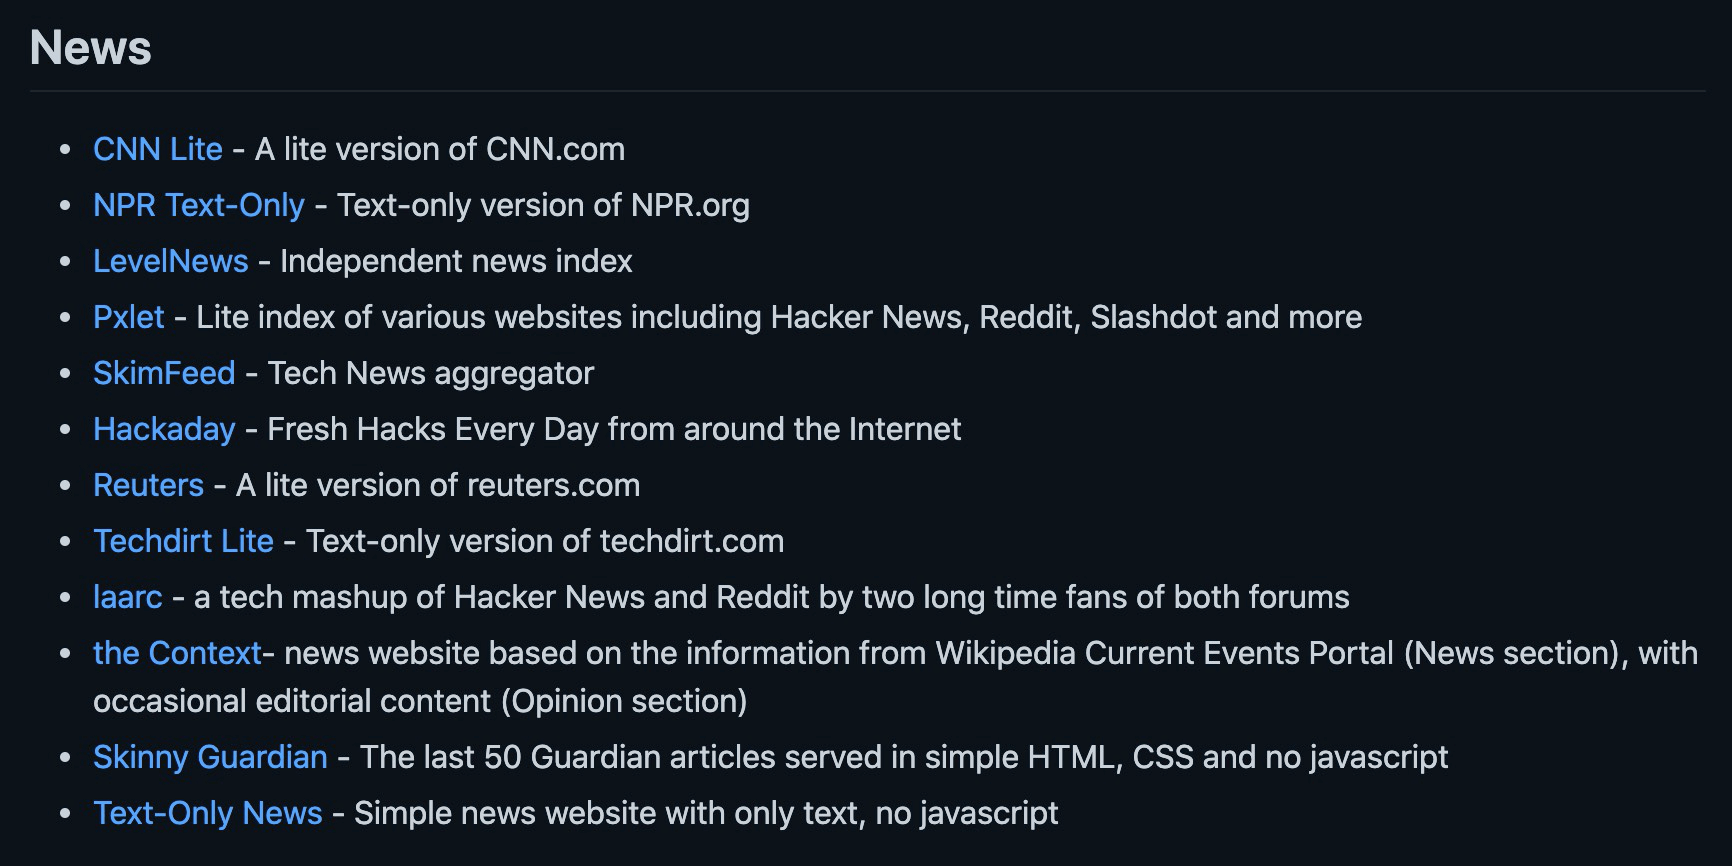 News
CNN Lite - A lite version of CNN.com
NPR Text-Only - Text-only version of NPR.org
LevelNews - Independent news index
Pxlet - Lite index of various websites including Hacker News, Reddit, Slashdot and more
SkimFeed - Tech News aggregator
Hackaday - Fresh Hacks Every Day from around the Internet
Reuters - A lite version of reuters.com
Techdirt Lite - Text-only version of techdirt.com
laarc - a tech mashup of Hacker News and Reddit by two long time fans of both forums
the Context- news website based on the information from Wikipedia Current Events Portal (News section), with
occasional editorial content (Opinion section)
Skinny Guardian - The last 50 Guardian articles served in simple HTML, CSS and no javascript
Text-Only News - Simple news website with only text, no javascript